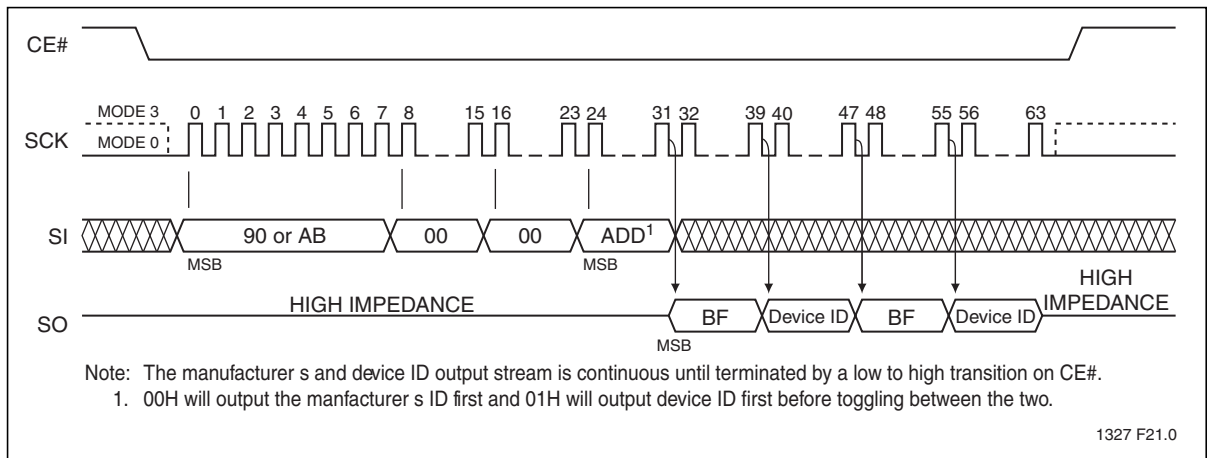 CE#
MODE 3 0 1 2 3 4 5 6 7 8 15 16 23 24 31 32 39 40 47 48 55 56 63
SCK MODE 0
SI 90 or AB 00 00 ADD1
MSB MSB
HIGH IMPEDANCE HIGH IMPEDANCE
SO BF Device ID BF Device ID
MSB
Note: The manufacturer s and device ID output stream is continuous until terminated by a low to high transition on CE#.
1. 00H will output the manfacturer s ID first and 01H will output device ID first before toggling between the two.
1327 F21.0